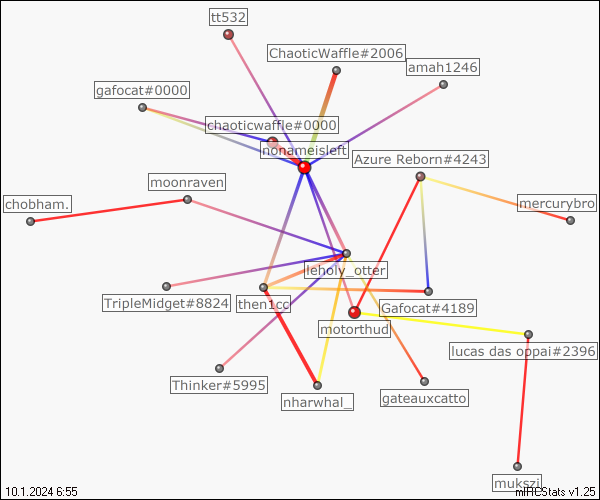 tt532
ChaoticWaffle#2006
amah1246
gafocat#0000
chaoticwaffle#0000
nonameisleft
Azure Reborn#4243
moonraven
chobham.
mercurybro
leholy_otter
TripleMidget#8824
then1cc
Gafocat#4189
motorthud
lucas das oppai#2396
Thinker#5995
nharwhal_
gateauxcatto
mukszi
10.1.2024 6:55
mIRCStats v1.25